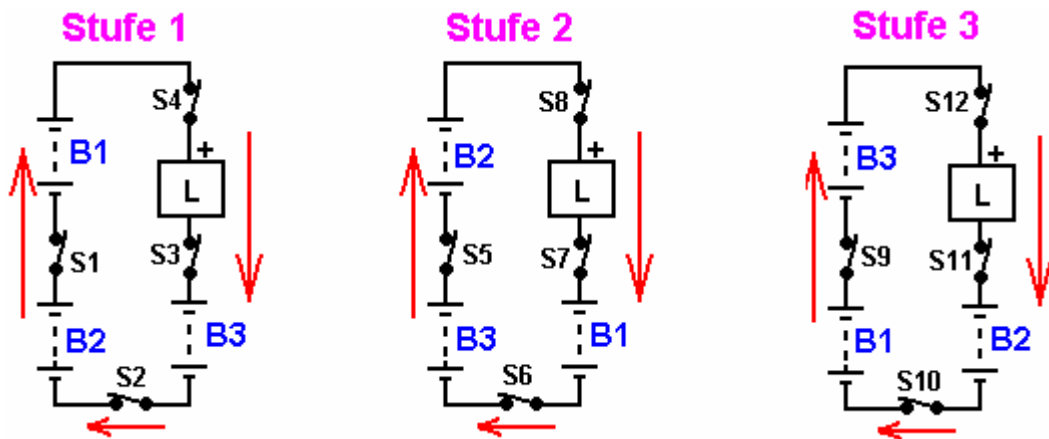 Stufe 1
S4
B1
+
L
S1
S3
B2
B3
S2
Stufe 2
S8
B2
+
L
S5
S7
B3
B1
S6
Stufe 3
S12
B3
+
L
S9
S11
B1
B2
S10